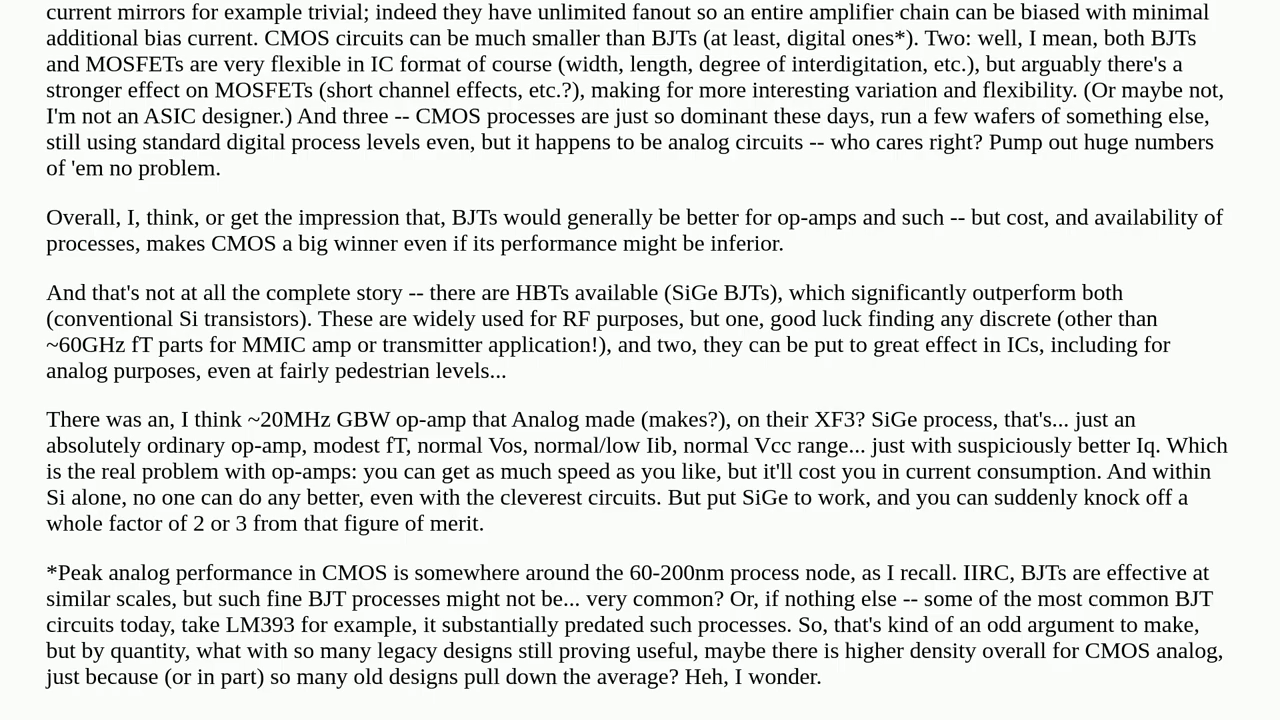 current mirrors for example trivial; indeed they have unlimited fanout so an entire amplifier chain can be biased with minimal
additional bias current. CMOS circuits can be much smaller than BJTs (at least, digital ones*). Two: well, I mean, both BJTs
and MOSFETs are very flexible in IC format of course (width, length, degree of interdigitation, etc.), but arguably there's a
stronger effect on MOSFETs (short channel effects, etc.?), making for more interesting variation and flexibility. (Or maybe not,
I'm not an ASIC designer.) And three -- CMOS processes are just so dominant these days, run a few wafers of something else,
still using standard digital process levels even, but it happens to be analog circuits -- who cares right? Pump out huge numbers
of 'em no problem.
Overall, I, think, or get the impression that, BJTs would generally be better for op-amps and such -- but cost, and availability of
processes, makes CMOS a big winner even if its performance might be inferior.
And that's not at all the complete story -- there are HBTs available (SiGe BJTs), which significantly outperform both
(conventional Si transistors). These are widely used for RF purposes, but one, good luck finding any discrete (other than
~60GHz fT parts for MMIC amp or transmitter application!), and two, they can be put to great effect in ICs, including for
analog purposes, even at fairly pedestrian levels...
There was an, I think ~20MHz GBW op-amp that Analog made (makes?), on their XF3? SiGe process, that's... just an
absolutely ordinary op-amp, modest fT, normal Vos, normal/low Iib, normal Vcc range... just with suspiciously better Iq. Which
is the real problem with op-amps: you can get as much speed as you like, but it'll cost you in current consumption. And within
Si alone, no one can do any better, even with the cleverest circuits. But put SiGe to work, and you can suddenly knock off a
whole factor of 2 or 3 from that figure of merit.
*Peak analog performance in CMOS is somewhere around the 60-200nm process node, as I recall. IIRC, BJTs are effective at
similar scales, but such fine BJT processes might not be... very common? Or, if nothing else -- some of the most common BJT
circuits today, take LM393 for example, it substantially predated such processes. So, that's kind of an odd argument to make,
but by quantity, what with so many legacy designs still proving useful, maybe there is higher density overall for CMOS analog,
just because (or in part) so many old designs pull down the average? Heh, I wonder.